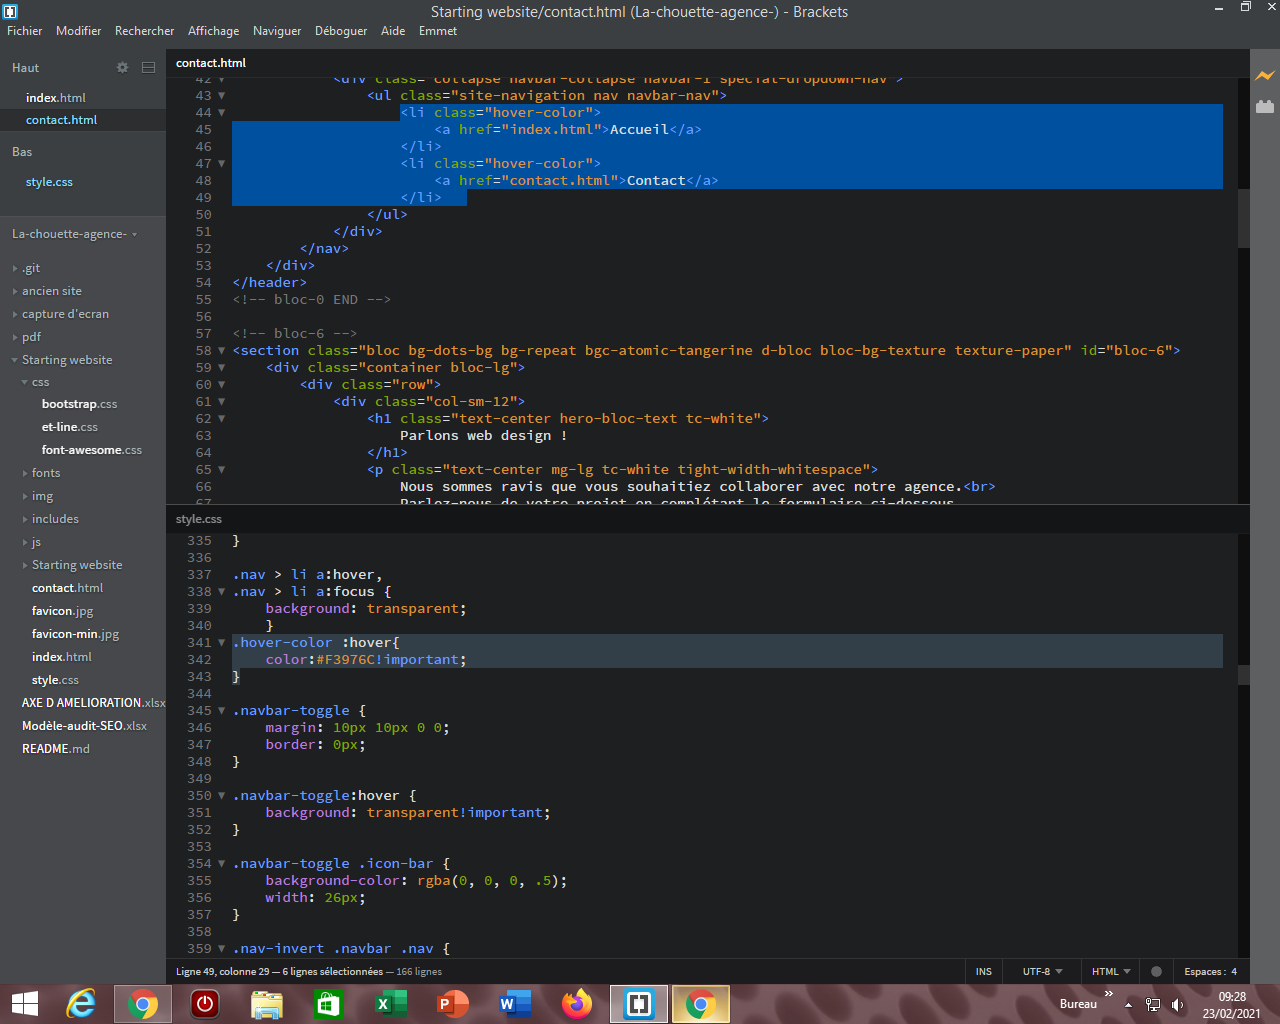 Starting website/contact.html (La-chouette-agence-) - Brackets
Fichier Modifier Rechercher Affichage Naviguer Déboguer Aide Emmet
Haut
index.html
contact.html
Bas
style.css
La-chouette-agence-
.git
ancien site
capture d'ecran
pdf
Starting website
css
bootstrap.css
et-line.css
font-awesome.css
fonts
img
includes
js
Starting website
contact.html
favicon.jpg
favicon-min.jpg
index.html
style.css
AXE D AMELIORATION.xlsx
Modèle-audit-SEO.xlsx
README.md
contact.html
42 <div class="collapse navbar-collapse navbar-1 special-dropdown-nav">
43 <ul class="site-navigation nav navbar-nav">
44 <li class="hover-color">
45 <a href="index.html">Accueil</a>
46 </li>
47 <li class="hover-color">
48 <a href="contact.html">Contact</a>
49 </li>
50 </ul>
51 </div>
52 </nav>
53 </div>
54 </header>
55 <!-- bloc-0 END -->
56
57 <!-- bloc-6 -->
58 <section class="bloc bg-dots-bg bg-repeat bgc-atomic-tangerine d-bloc bloc-bg-texture texture-paper" id="bloc-6">
59 <div class="container bloc-lg">
60 <div class="row">
61 <div class="col-sm-12">
62 <h1 class="text-center hero-bloc-text tc-white">
63 Parlons web design !
64 </h1>
65 <p class="text-center mg-lg tc-white tight-width-whitespace">
66 Nous sommes ravis que vous souhaitiez collaborer avec notre agence.<br>
67 Parlez-nous de votre projet en complétant le formulaire ci-dessous
style.css
335 }
336
337 .nav > li a:hover,
338 .nav > li a:focus {
339 background: transparent;
340 }
341 .hover-color :hover{
342 color:#F3976C!important;
343 }
344
345 .navbar-toggle {
346 margin: 10px 10px 0 0;
347 border: 0px;
348 }
349
350 .navbar-toggle:hover {
351 background: transparent!important;
352 }
353
354 .navbar-toggle .icon-bar {
355 background-color: rgba(0, 0, 0, .5);
356 width: 26px;
357 }
358
359 .nav-invert .navbar .nav {
Ligne 49, colonne 29 — 6 lignes sélectionnées — 166 lignes INS UTF-8 HTML Espaces : 4
Bureau
09:28
23/02/2021